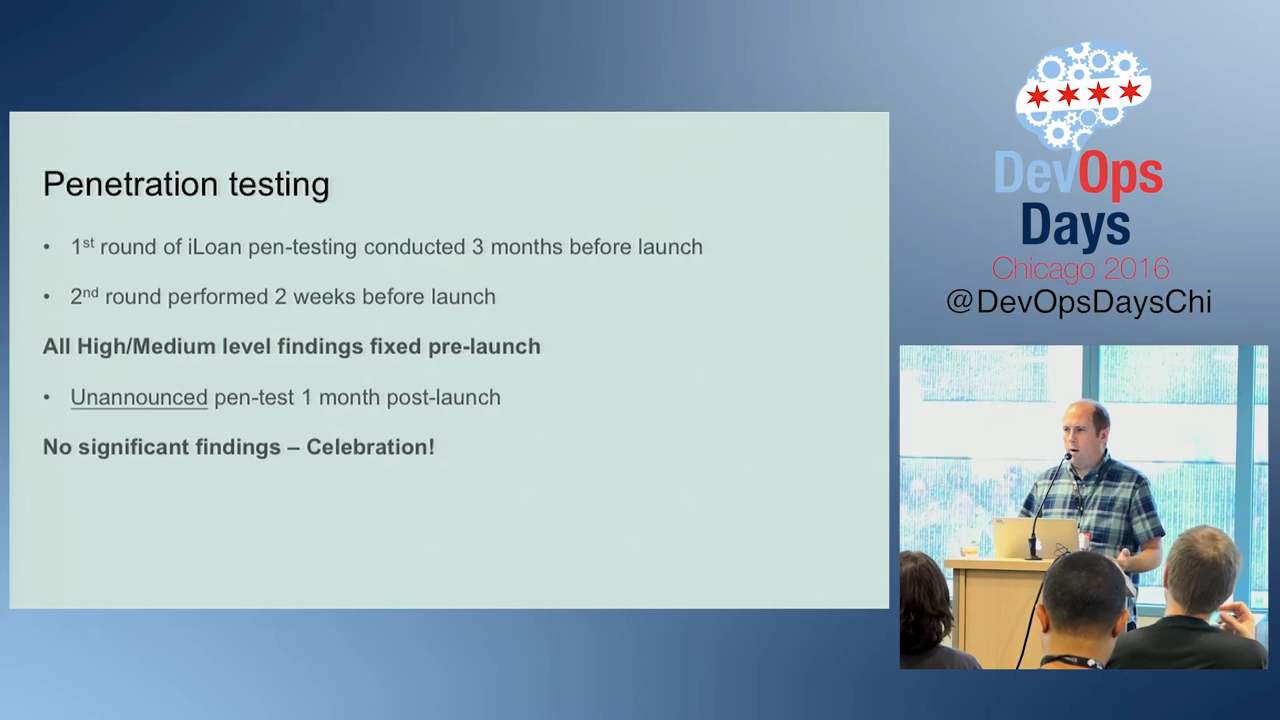 Penetration testing
• 1st round of iLoan pen-testing conducted 3 months before launch
• 2nd round performed 2 weeks before launch
All High/Medium level findings fixed pre-launch
• Unannounced pen-test 1 month post-launch
No significant findings – Celebration!
DevOps
Days
Chicago 2016
@DevOpsDaysChi